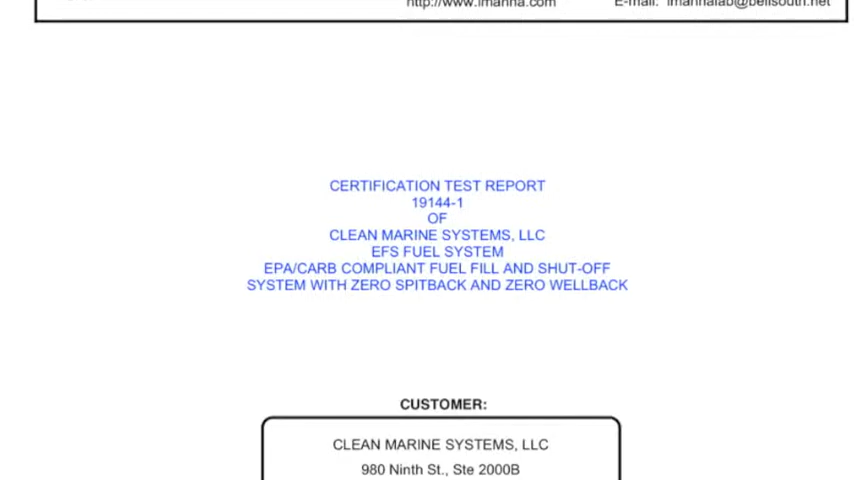 http://www.imanna.com E-mail: imannalab@bellsouth.net
CERTIFICATION TEST REPORT
19144-1
OF
CLEAN MARINE SYSTEMS, LLC
EFS FUEL SYSTEM
EPA/CARB COMPLIANT FUEL FILL AND SHUT-OFF
SYSTEM WITH ZERO SPITBACK AND ZERO WELLBACK
CUSTOMER:
CLEAN MARINE SYSTEMS, LLC
980 Ninth St., Ste 2000B